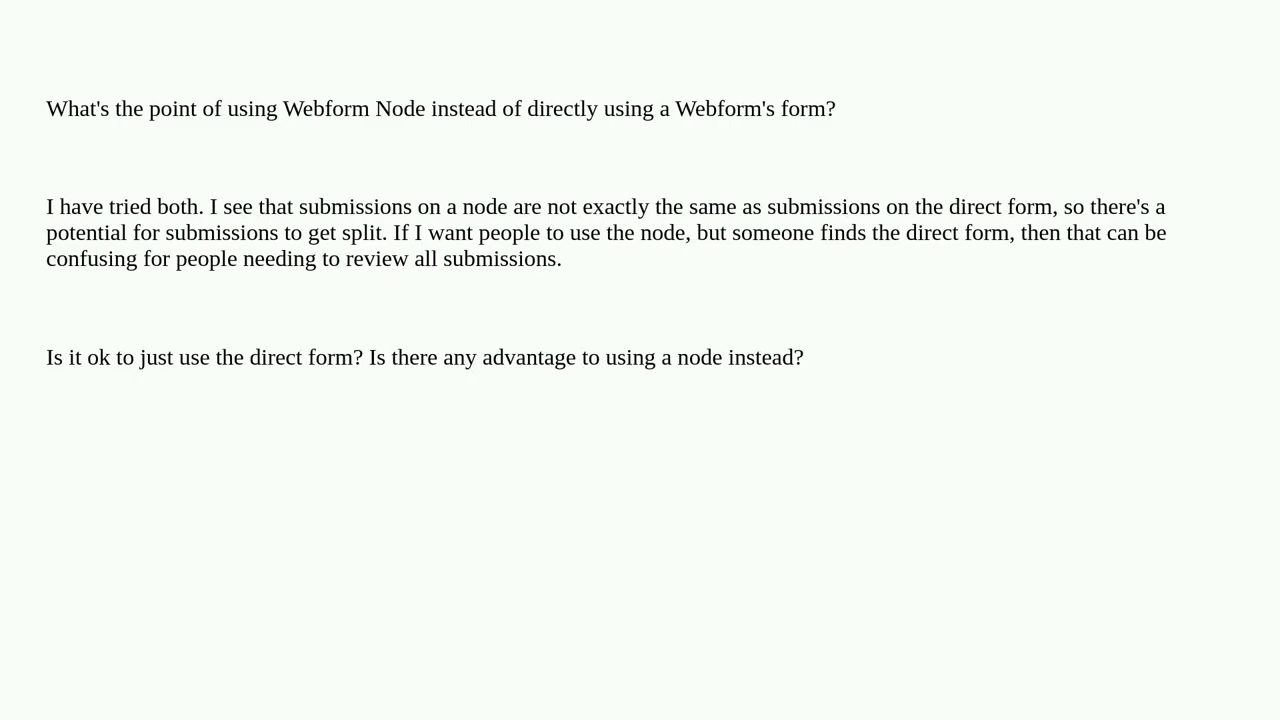 What's the point of using Webform Node instead of directly using a Webform's form?
I have tried both. I see that submissions on a node are not exactly the same as submissions on the direct form, so there's a
potential for submissions to get split. If I want people to use the node, but someone finds the direct form, then that can be
confusing for people needing to review all submissions.
Is it ok to just use the direct form? Is there any advantage to using a node instead?